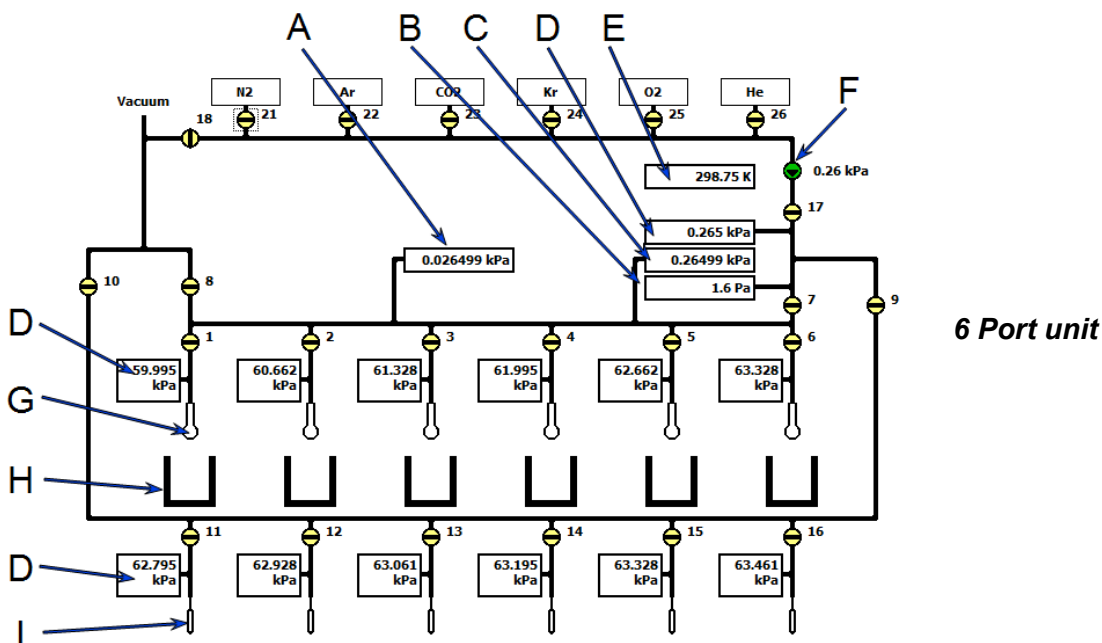 A
B
C
D
E
F
N2
Ar
CO2
Kr
O2
He
Vacuum
18
21
22
23
24
25
26
298.75 K
0.26 kPa
17
0.265 kPa
0.026499 kPa
0.26499 kPa
1.6 Pa
10
8
7
9
6 Port unit
1
2
3
4
5
6
D
59.995
kPa
60.662
kPa
61.328
kPa
61.995
kPa
62.662
kPa
63.328
kPa
G
H
11
12
13
14
15
16
D
62.795
kPa
62.928
kPa
63.061
kPa
63.195
kPa
63.328
kPa
63.461
kPa
I